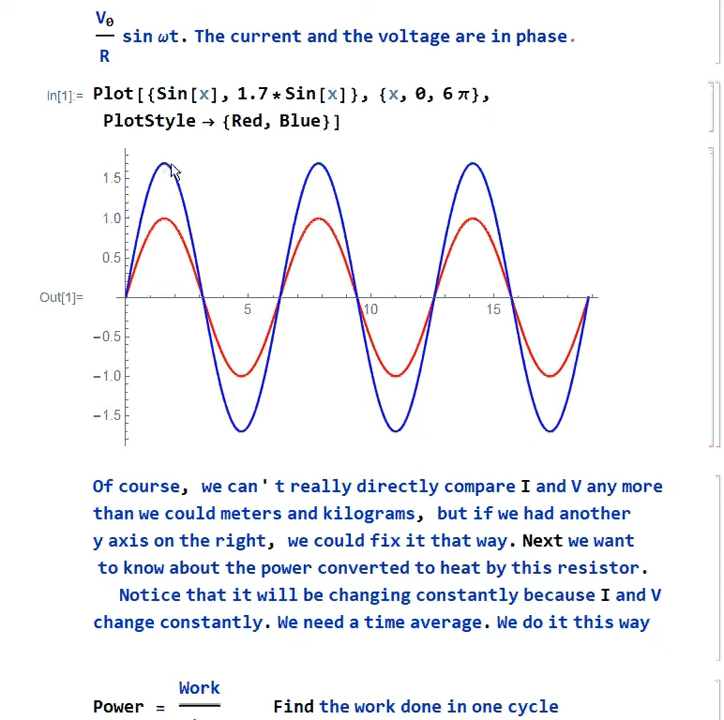 V₀
—
R sin ωt. The current and the voltage are in phase.
In[1]:= Plot[{Sin[x], 1.7*Sin[x]}, {x, 0, 6 π},
PlotStyle → {Red, Blue}]
1.5
1.0
0.5
Out[1]=
5 10 15
-0.5
-1.0
-1.5
Of course, we can't really directly compare I and V any more
than we could meters and kilograms, but if we had another
y axis on the right, we could fix it that way. Next we want
to know about the power converted to heat by this resistor.
Notice that it will be changing constantly because I and V
change constantly. We need a time average. We do it this way
Work
Power = Find the work done in one cycle